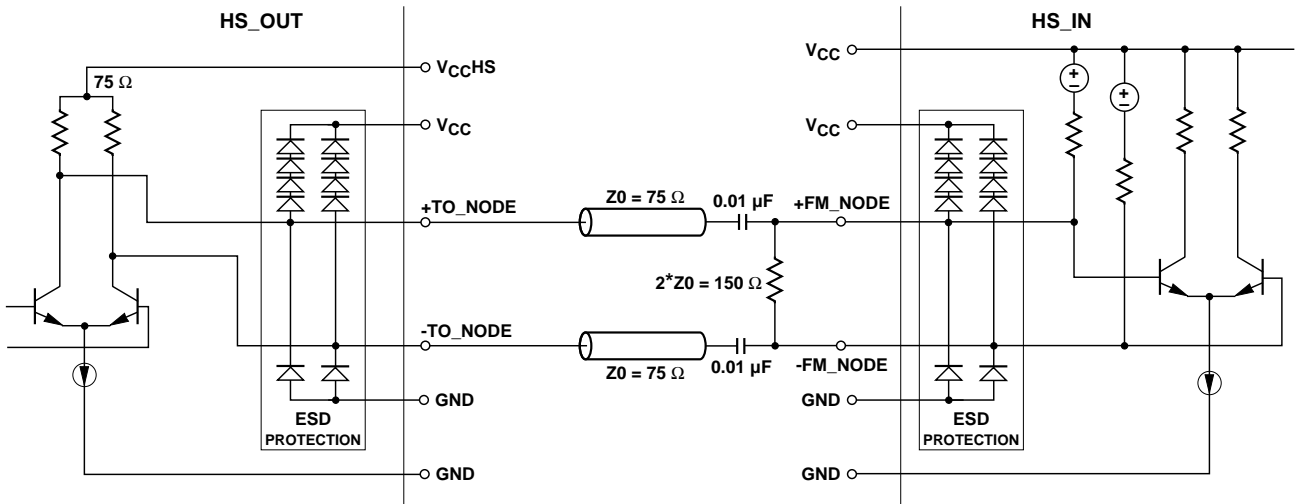 HS_OUT
HS_IN
VCC
VCCHS
75 Ω
VCC
VCC
Z0 = 75 Ω
0.01 µF
+TO_NODE
+FM_NODE
2*Z0 = 150 Ω
-TO_NODE
-FM_NODE
Z0 = 75 Ω
0.01 µF
GND
GND
ESD
PROTECTION
ESD
PROTECTION
GND
GND